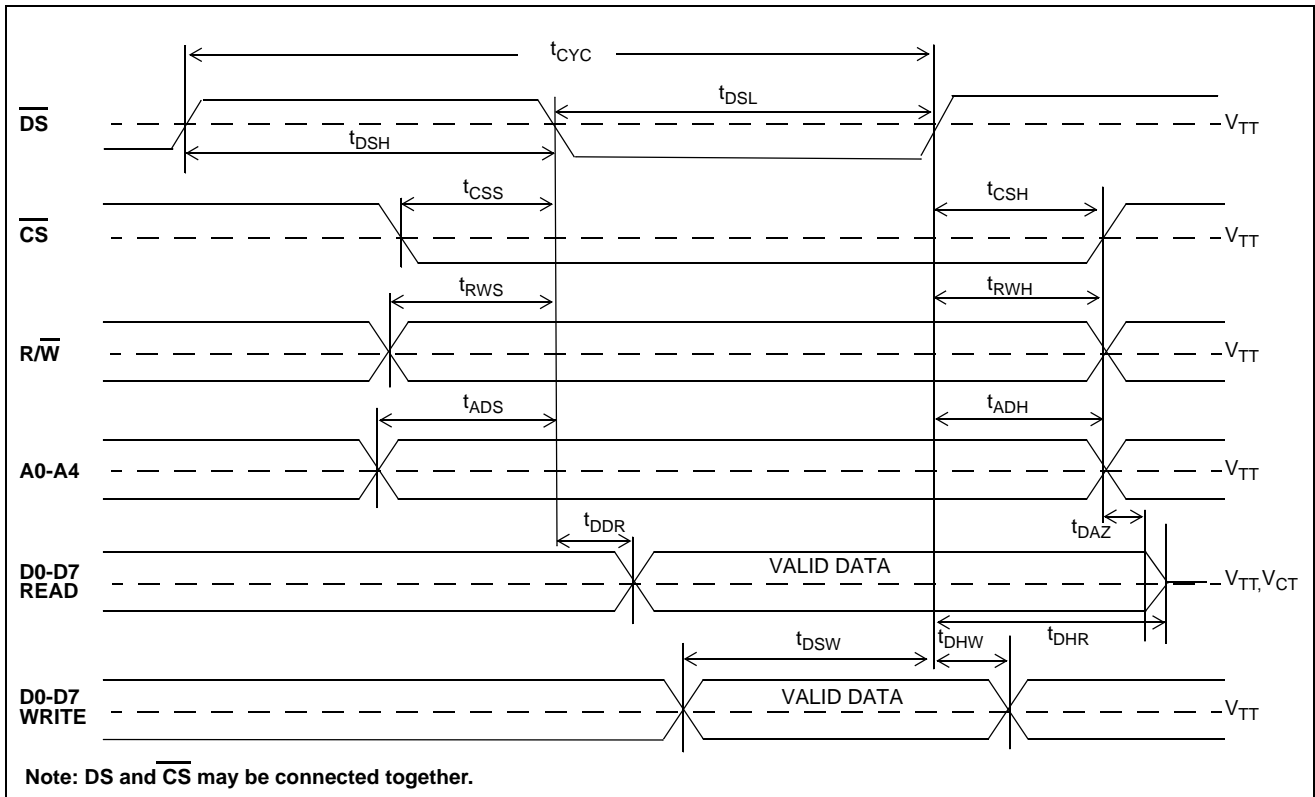 tCYC
DS
tDSL
VTT
tDSH
tCSS
tCSH
CS
VTT
tRWS
tRWH
R/W
VTT
tADS
tADH
A0-A4
VTT
tDDR
tDAZ
D0-D7
READ
VALID DATA
VTT,VCT
tDHR
tDSW
tDHW
D0-D7
WRITE
VALID DATA
VTT
Note: DS and CS may be connected together.